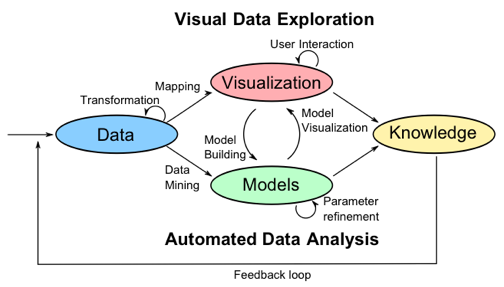 Visual Data Exploration
User Interaction
Visualization
Mapping
Transformation
Data
Model
Building
Model
Visualization
Knowledge
Data
Mining
Models
Parameter
refinement
Automated Data Analysis
Feedback loop